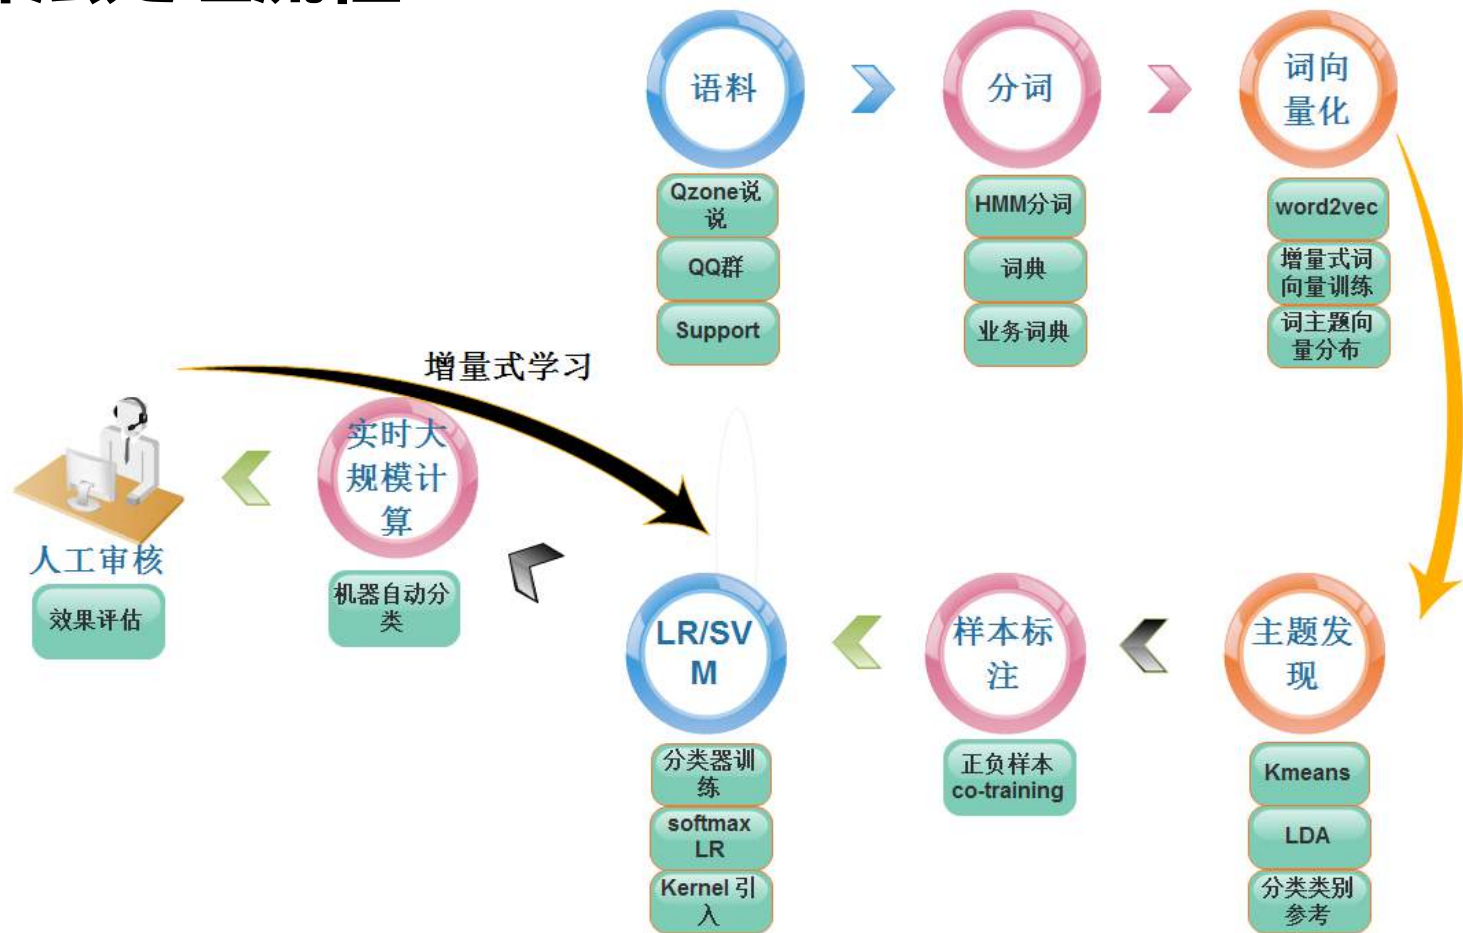 语料
Qzone说
说
QQ群
Support
分词
HMM分词
词典
业务词典
词向
量化
word2vec
增量式词
向量训练
词主题向
量分布
增量式学习
人工审核
效果评估
实时大
规模计
算
机器自动分
类
LR/SV
M
分类器训
练
softmax
LR
Kernel 引
入
样本标
注
正负样本
co-training
主题发
现
Kmeans
LDA
分类类别
参考